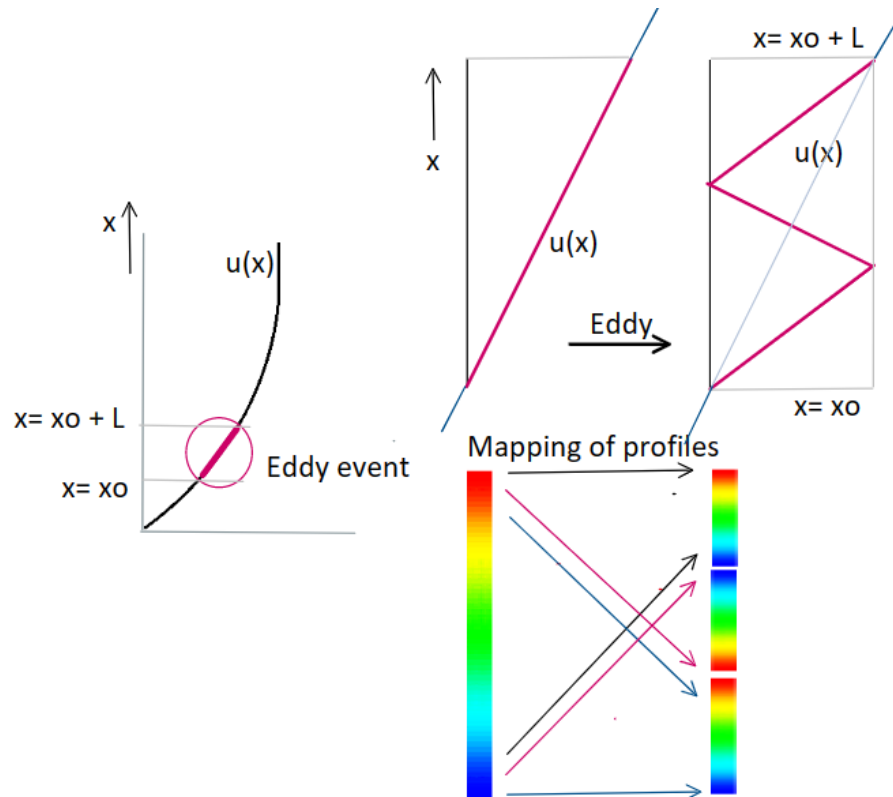 x
u(x)
x= xo + L
x= xo
Eddy event
x
u(x)
Eddy
x= xo + L
u(x)
x= xo
Mapping of profiles